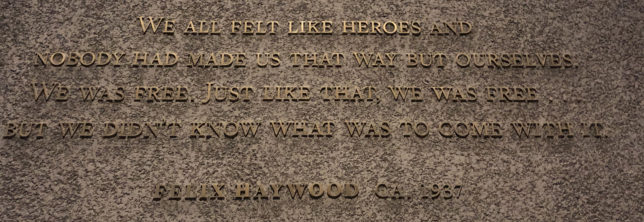 We all felt like heroes and
nobody had made us that way but ourselves.
We was free. Just like that, we was free . . . .
but we didn't know what was to come with it.
Felix Haywood ca. 1937